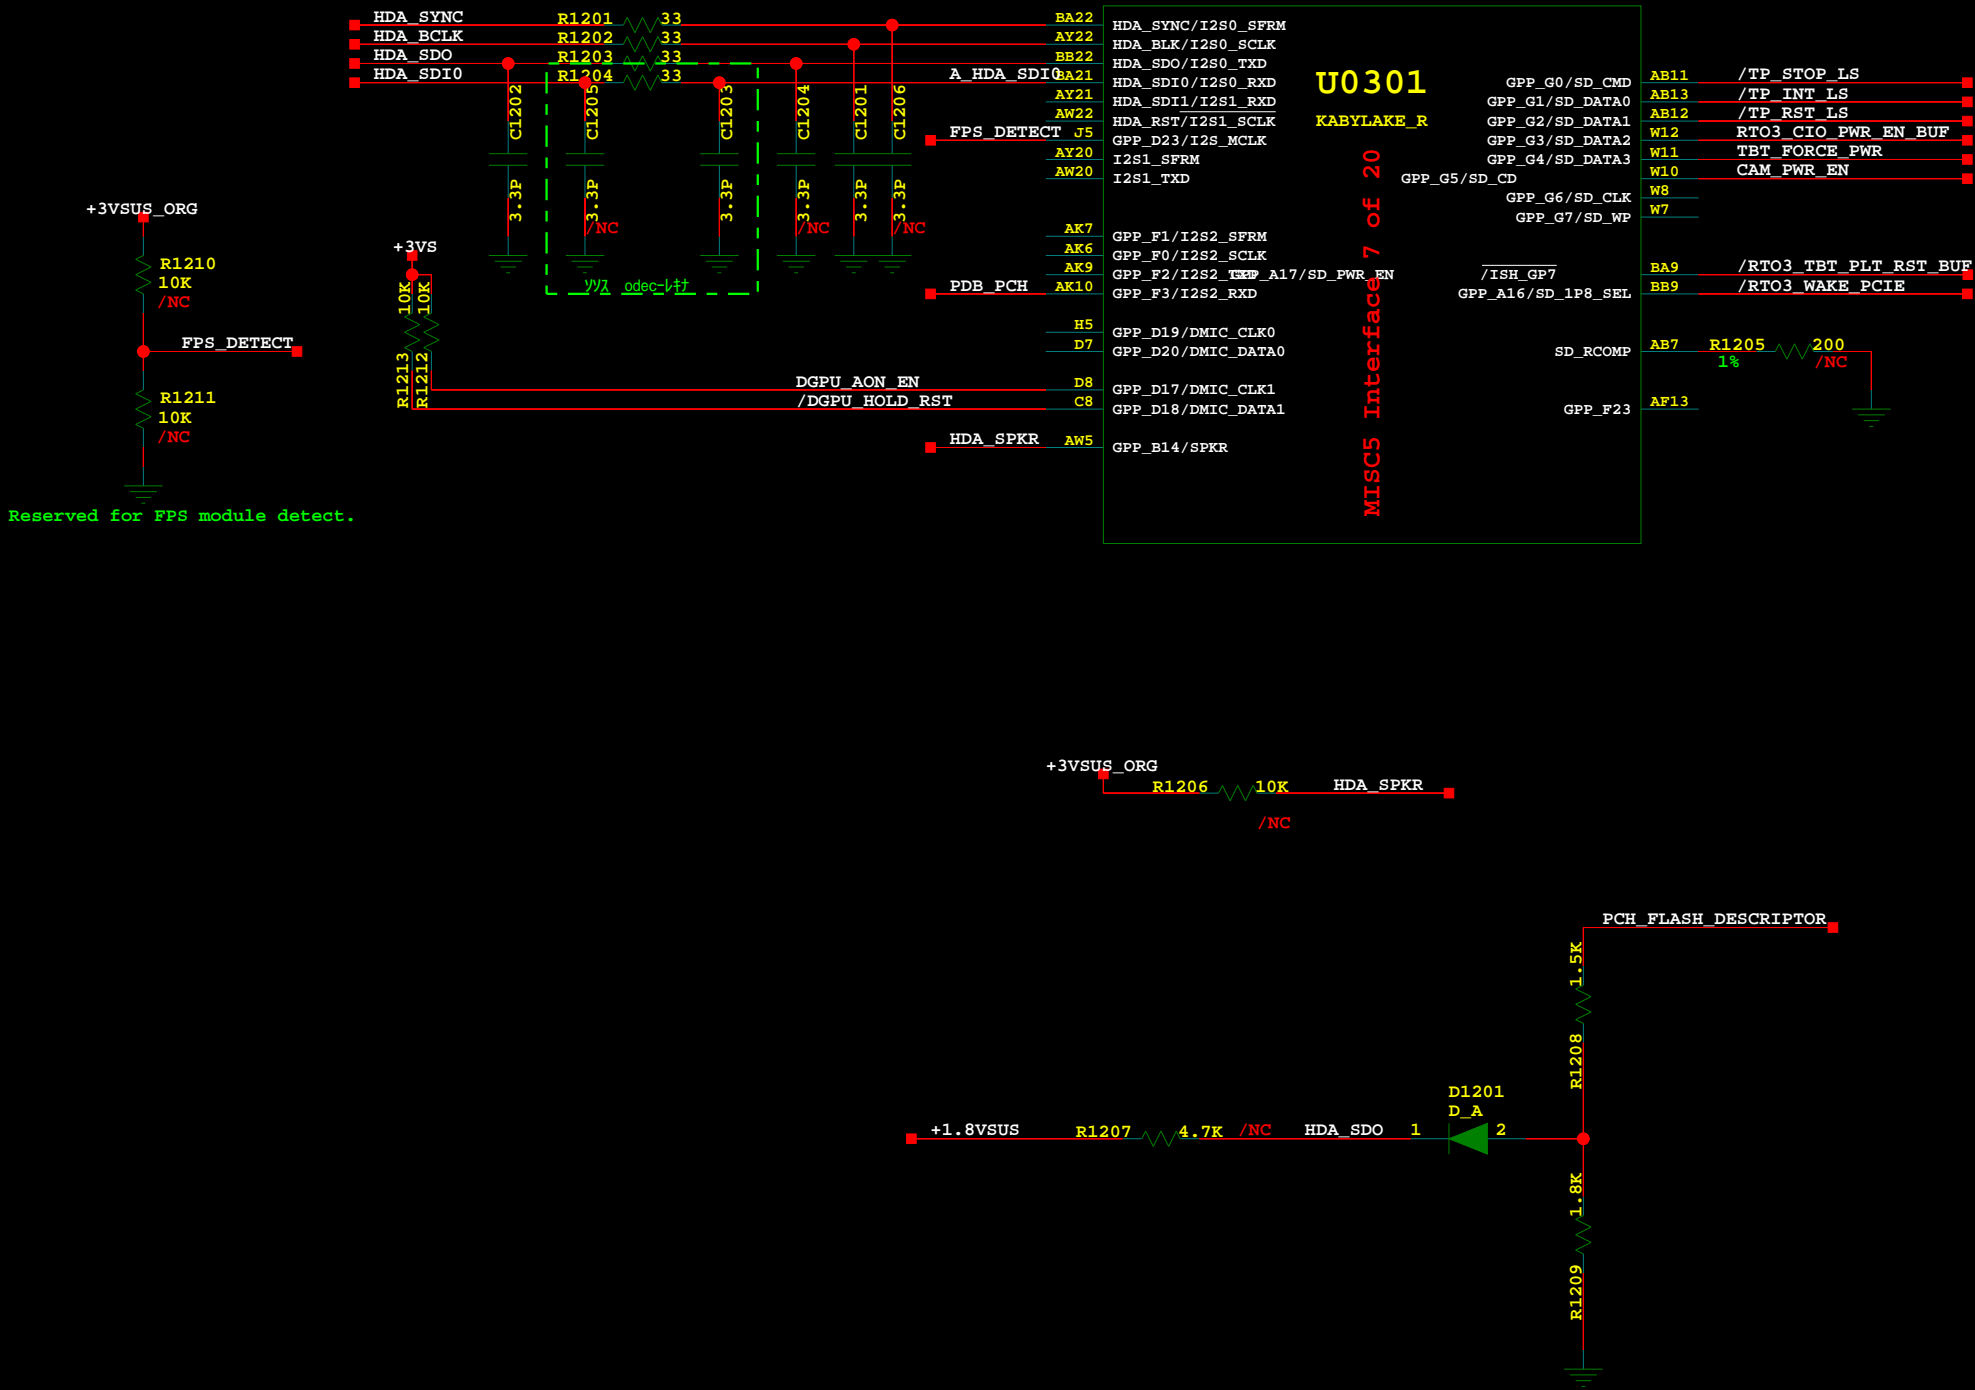 HDA_SYNC R1201 33 BA22 HDA_SYNC/I2S0_SFRM
HDA_BCLK R1202 33 AY22 HDA_BLK/I2S0_SCLK
HDA_SDO R1203 33 BB22 HDA_SDO/I2S0_TXD
HDA_SDI0 R1204 33 A_HDA_SDI0 BA21 HDA_SDI0/I2S0_RXD
AY21 HDA_SDI1/I2S1_RXD
AW22 HDA_RST/I2S1_SCLK
FPS_DETECT J5 GPP_D23/I2S_MCLK
AY20 I2S1_SFRM
AW20 I2S1_TXD
AK7 GPP_F1/I2S2_SFRM
AK6 GPP_F0/I2S2_SCLK
AK9 GPP_F2/I2S2_TXD GPP_A17/SD_PWR_EN /ISH_GP7
PDB_PCH AK10 GPP_F3/I2S2_RXD
H5 GPP_D19/DMIC_CLK0
D7 GPP_D20/DMIC_DATA0
DGPU_AON_EN D8 GPP_D17/DMIC_CLK1
/DGPU_HOLD_RST C8 GPP_D18/DMIC_DATA1
HDA_SPKR AW5 GPP_B14/SPKR
U0301
KABYLAKE_R
MISC5 Interface 7 of 20
GPP_G0/SD_CMD AB11 /TP_STOP_LS
GPP_G1/SD_DATA0 AB13 /TP_INT_LS
GPP_G2/SD_DATA1 AB12 /TP_RST_LS
GPP_G3/SD_DATA2 W12 RTO3_CIO_PWR_EN_BUF
GPP_G4/SD_DATA3 W11 TBT_FORCE_PWR
GPP_G5/SD_CD W10 CAM_PWR_EN
GPP_G6/SD_CLK W8
GPP_G7/SD_WP W7
BA9 /RTO3_TBT_PLT_RST_BUF
GPP_A16/SD_1P8_SEL BB9 /RTO3_WAKE_PCIE
SD_RCOMP AB7 R1205 200
1% /NC
GPP_F23 AF13
C1202 3.3P
C1205 3.3P /NC
C1203 3.3P
C1204 3.3P /NC
C1201 3.3P
C1206 3.3P /NC
odec
+3VSUS_ORG
R1210
10K
/NC
FPS_DETECT
R1211
10K
/NC
Reserved for FPS module detect.
+3VS
10K 10K
R1213 R1212
+3VSUS_ORG
R1206 10K HDA_SPKR
/NC
PCH_FLASH_DESCRIPTOR
1.5K
R1208
D1201
D_A
+1.8VSUS R1207 4.7K /NC HDA_SDO 1 2
1.8K
R1209